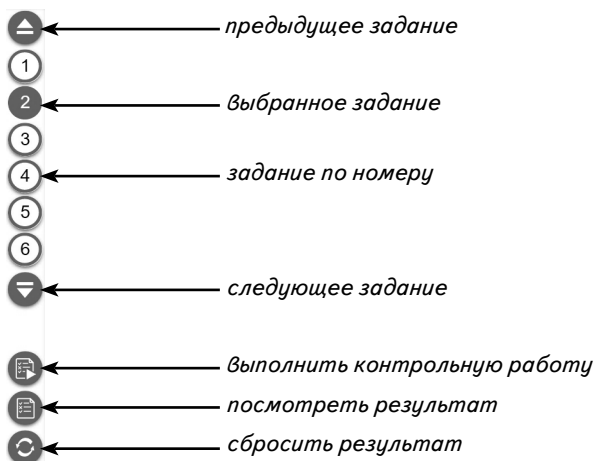 предыдущее задание
1
2
выбранное задание
3
4
задание по номеру
5
6
следующее задание
выполнить контрольную работу
посмотреть результат
сбросить результат